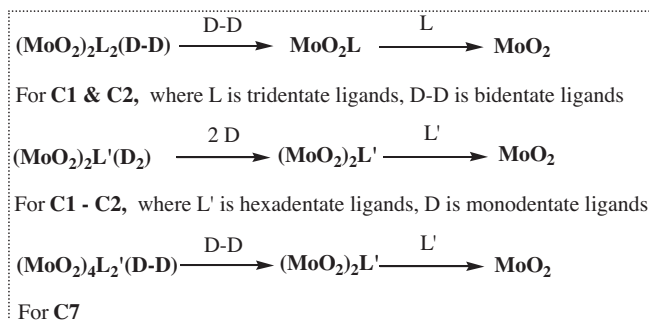 D-D L
(MoO₂)₂L₂(D-D) → MoO₂L → MoO₂
For C1 & C2, where L is tridentate ligands, D-D is bidentate ligands
2 D L'
(MoO₂)₂L'(D₂) → (MoO₂)₂L' → MoO₂
For C1 - C2, where L' is hexadentate ligands, D is monodentate ligands
D-D L'
(MoO₂)₄L₂'(D-D) → (MoO₂)₂L' → MoO₂
For C7